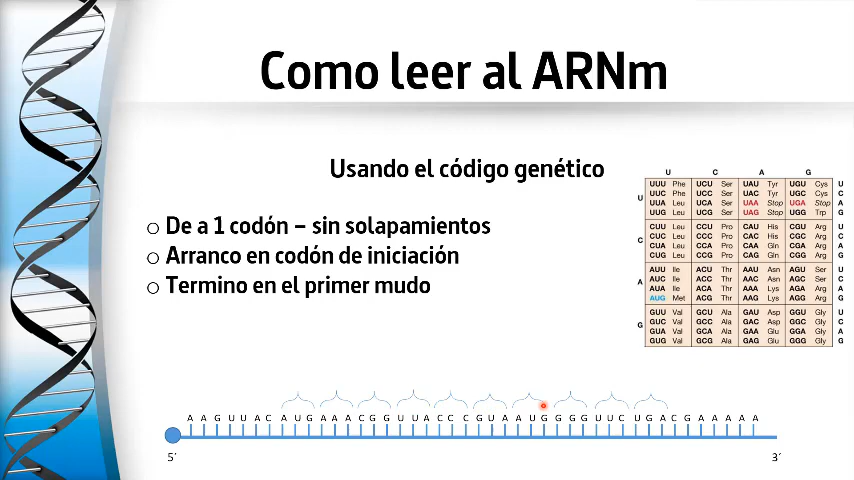 Como leer al ARNm
Usando el código genético
De a 1 codón – sin solapamientos
Arranco en codón de iniciación
Termino en el primer mudo
U C A G
UUU Phe UCU Ser UAU Tyr UGU Cys U
UUC Phe UCC Ser UAC Tyr UGC Cys C
U
UUA Leu UCA Ser UAA Stop UGA Stop A
UUG Leu UCG Ser UAG Stop UGG Trp G
CUU Leu CCU Pro CAU His CGU Arg U
CUC Leu CCC Pro CAC His CGC Arg C
C
CUA Leu CCA Pro CAA Gln CGA Arg A
CUG Leu CCG Pro CAG Gln CGG Arg G
AUU Ile ACU Thr AAU Asn AGU Ser U
AUC Ile ACC Thr AAC Asn AGC Ser C
A
AUA Ile ACA Thr AAA Lys AGA Arg A
AUG Met ACG Thr AAG Lys AGG Arg G
GUU Val GCU Ala GAU Asp GGU Gly U
GUC Val GCC Ala GAC Asp GGC Gly C
G
GUA Val GCA Ala GAA Glu GGA Gly A
GUG Val GCG Ala GAG Glu GGG Gly G
A A G U U A C A U G A A A C G G U U A C C C G U A A U G G G G U U C U G A C G A A A A A
5´ 3´